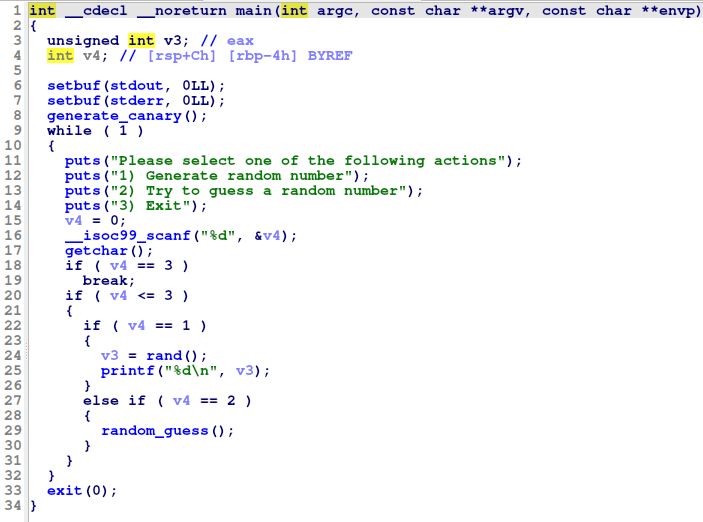 1 int __cdecl __noreturn main(int argc, const char **argv, const char **envp)
2 {
3   unsigned int v3; // eax
4   int v4; // [rsp+Ch] [rbp-4h] BYREF
5
6   setbuf(stdout, 0LL);
7   setbuf(stderr, 0LL);
8   generate_canary();
9   while ( 1 )
10   {
11     puts("Please select one of the following actions");
12     puts("1) Generate random number");
13     puts("2) Try to guess a random number");
14     puts("3) Exit");
15     v4 = 0;
16     __isoc99_scanf("%d", &v4);
17     getchar();
18     if ( v4 == 3 )
19       break;
20     if ( v4 <= 3 )
21     {
22       if ( v4 == 1 )
23       {
24         v3 = rand();
25         printf("%d\n", v3);
26       }
27       else if ( v4 == 2 )
28       {
29         random_guess();
30       }
31     }
32   }
33   exit(0);
34 }